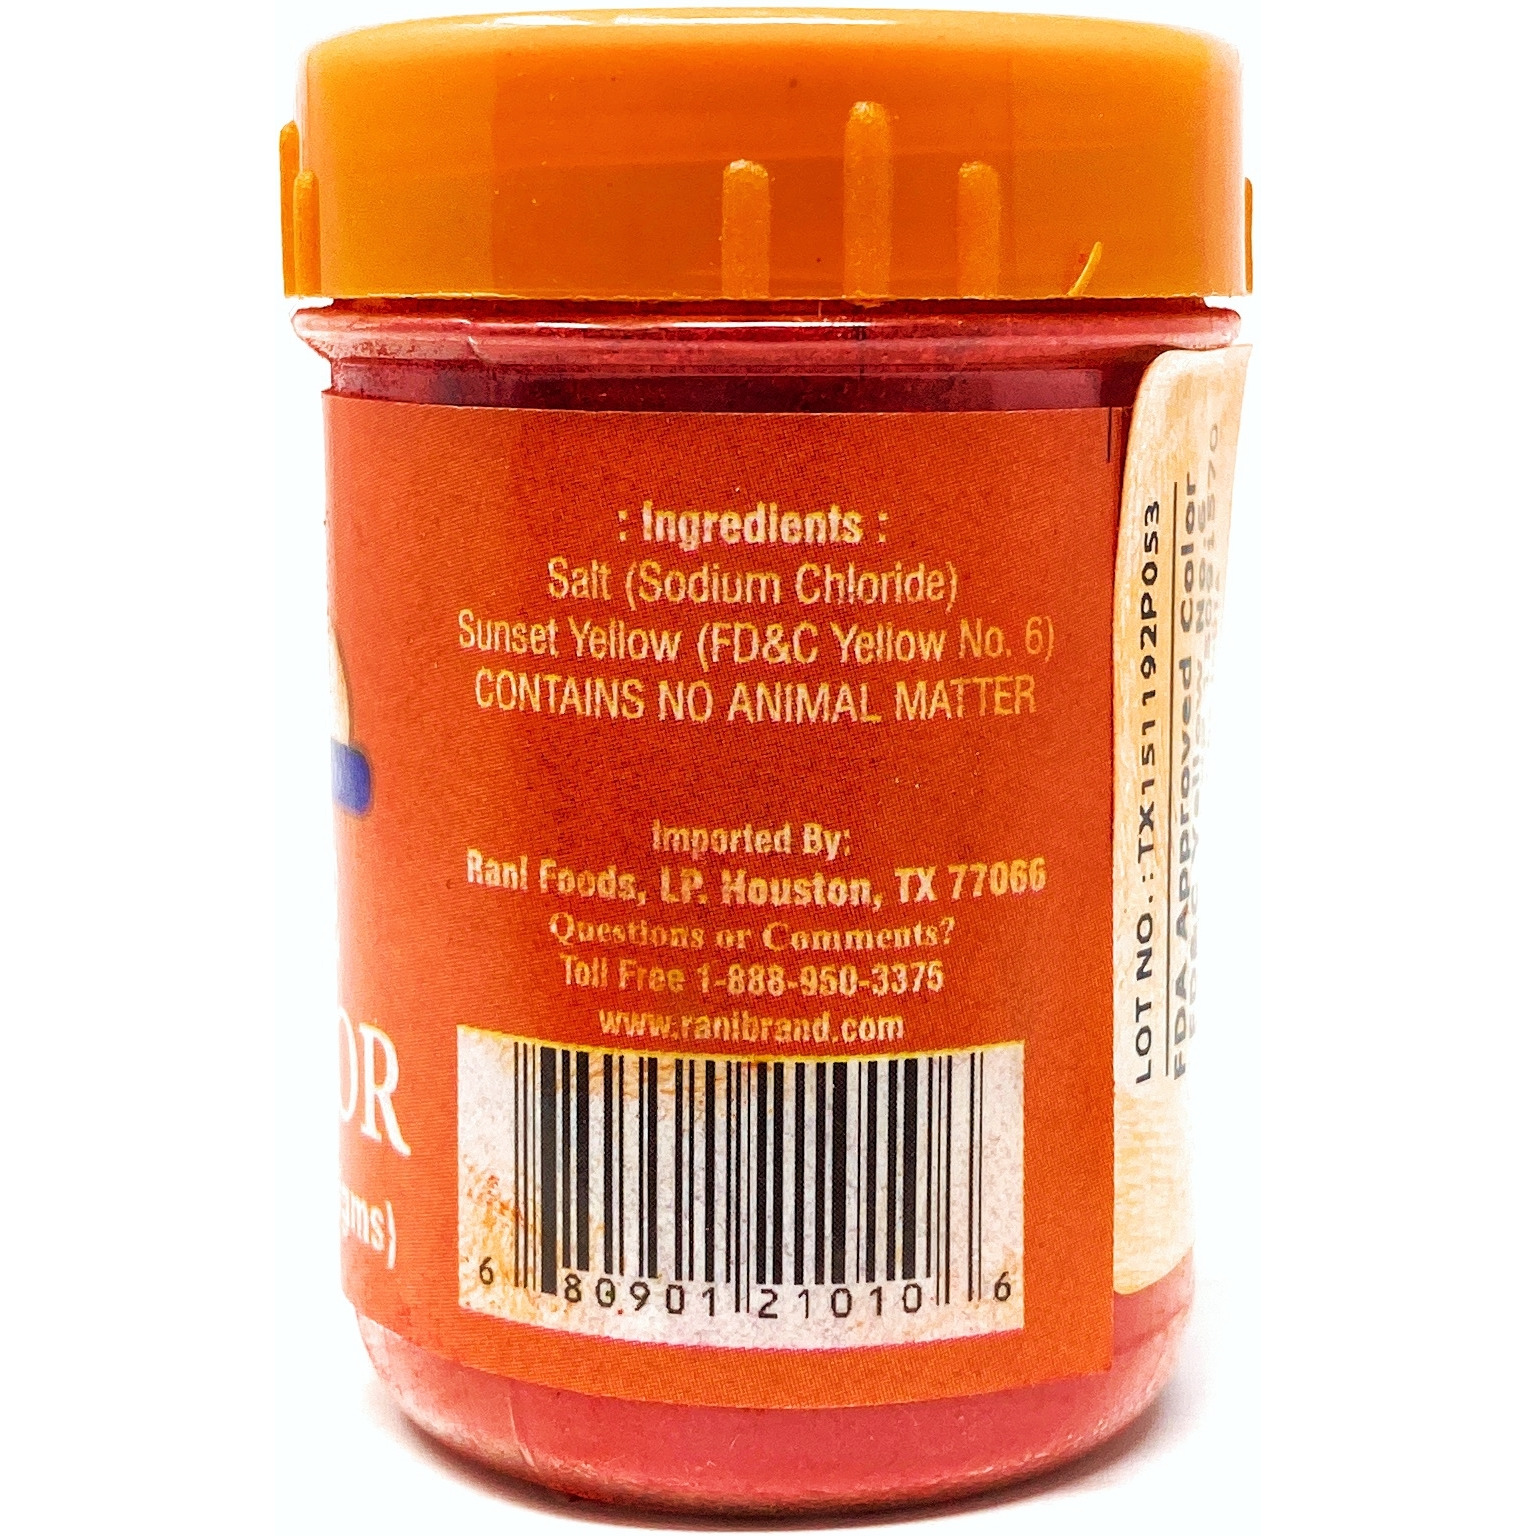 : Ingredients :
Salt (Sodium Chloride)
Sunset Yellow (FD&C Yellow No. 6)
CONTAINS NO ANIMAL MATTER
Imported By:
Rani Foods, LP. Houston, TX 77066
Questions or Comments?
Toll Free 1-888-950-3375
www.ranibrand.com
6 80901 21010 6
OR
gms)
LOT NO.:TX151192P053
FDA Approved Color